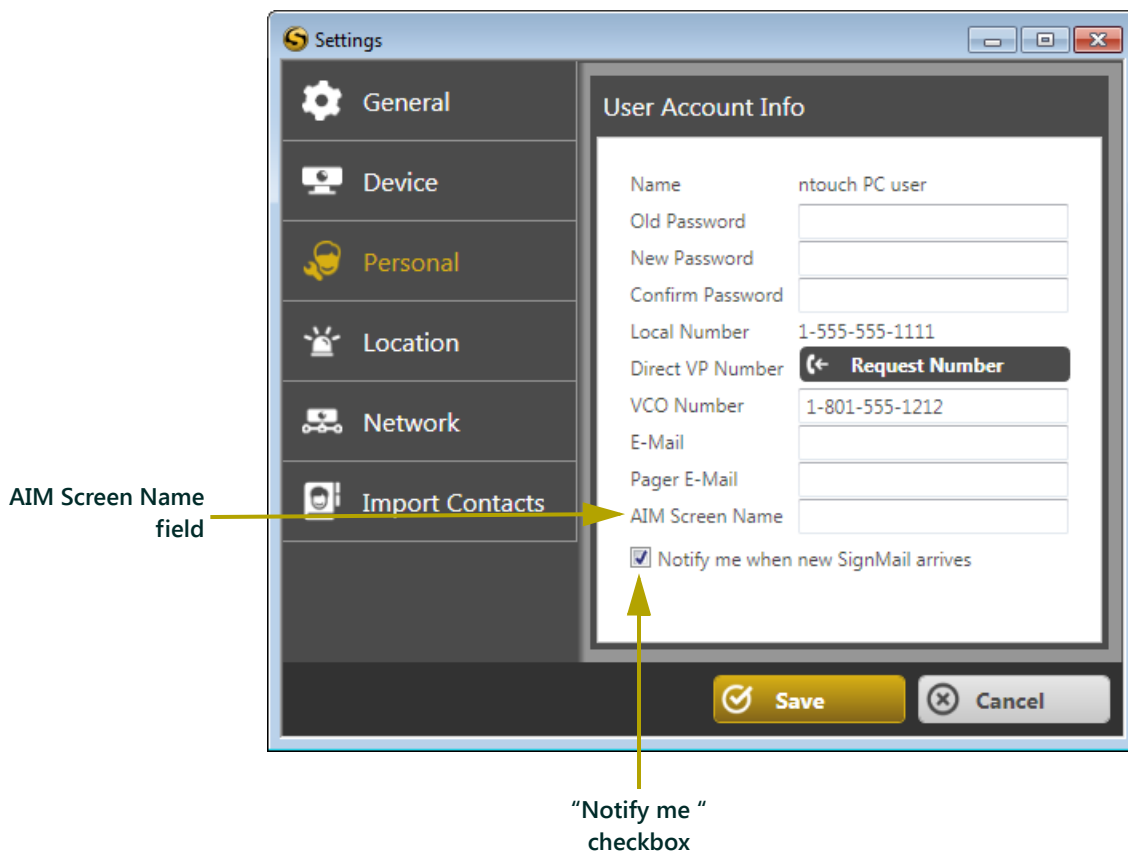 Settings
General
Device
Personal
Location
Network
Import Contacts
User Account Info
Name ntouch PC user
Old Password
New Password
Confirm Password
Local Number 1-555-555-1111
Direct VP Number Request Number
VCO Number 1-801-555-1212
E-Mail
Pager E-Mail
AIM Screen Name
Notify me when new SignMail arrives
Save Cancel
AIM Screen Name
field
“Notify me “
checkbox